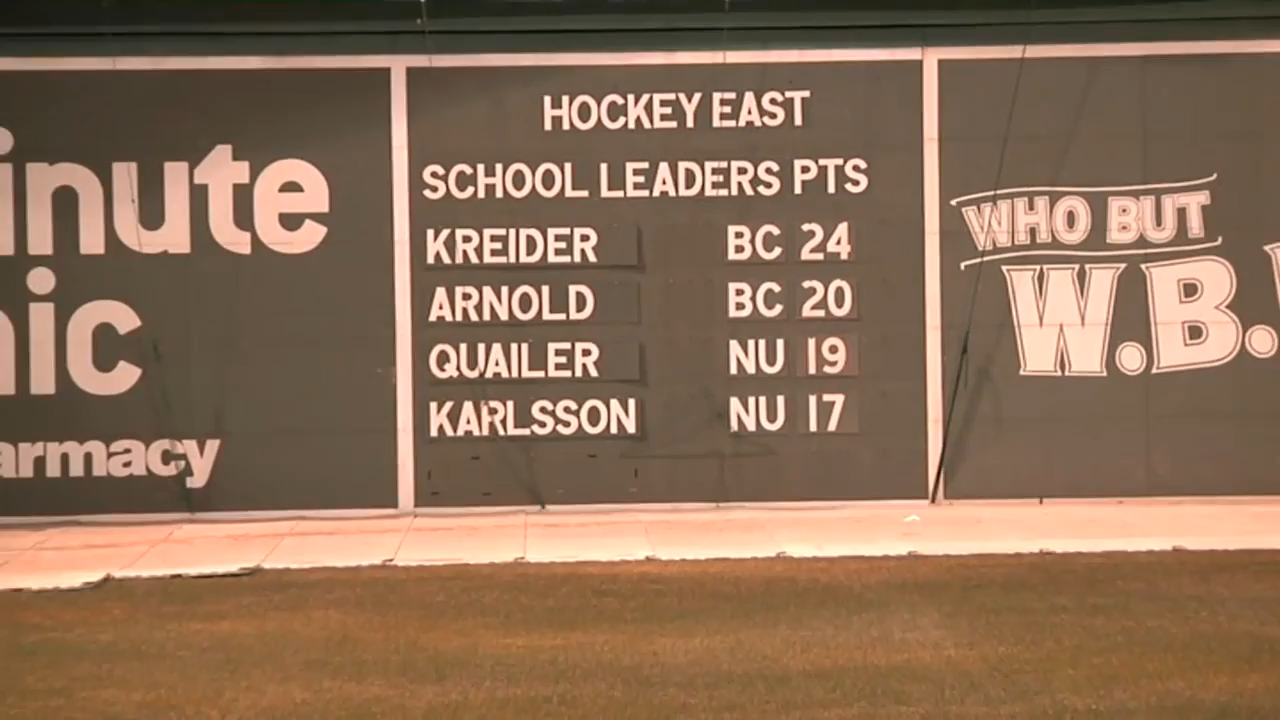 inute
nic
armacy
HOCKEY EAST
SCHOOL LEADERS PTS
KREIDER BC 24
ARNOLD BC 20
QUAILER NU 19
KARLSSON NU 17
WHO BUT
W.B.